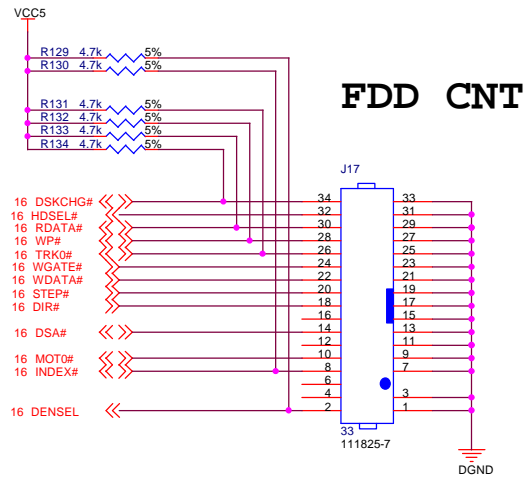 VCC5
R129 4.7k 5%
R130 4.7k 5%
R131 4.7k 5%
R132 4.7k 5%
R133 4.7k 5%
R134 4.7k 5%
FDD CNT
J17
16 DSKCHG# 34 33
16 HDSEL# 32 31
16 RDATA# 30 29
16 WP# 28 27
16 TRK0# 26 25
16 WGATE# 24 23
16 WDATA# 22 21
16 STEP# 20 19
16 DIR# 18 17
16 15
16 DSA# 14 13
12 11
16 MOT0# 10 9
16 INDEX# 8 7
6
4 3
16 DENSEL 2 1
33
111825-7
DGND